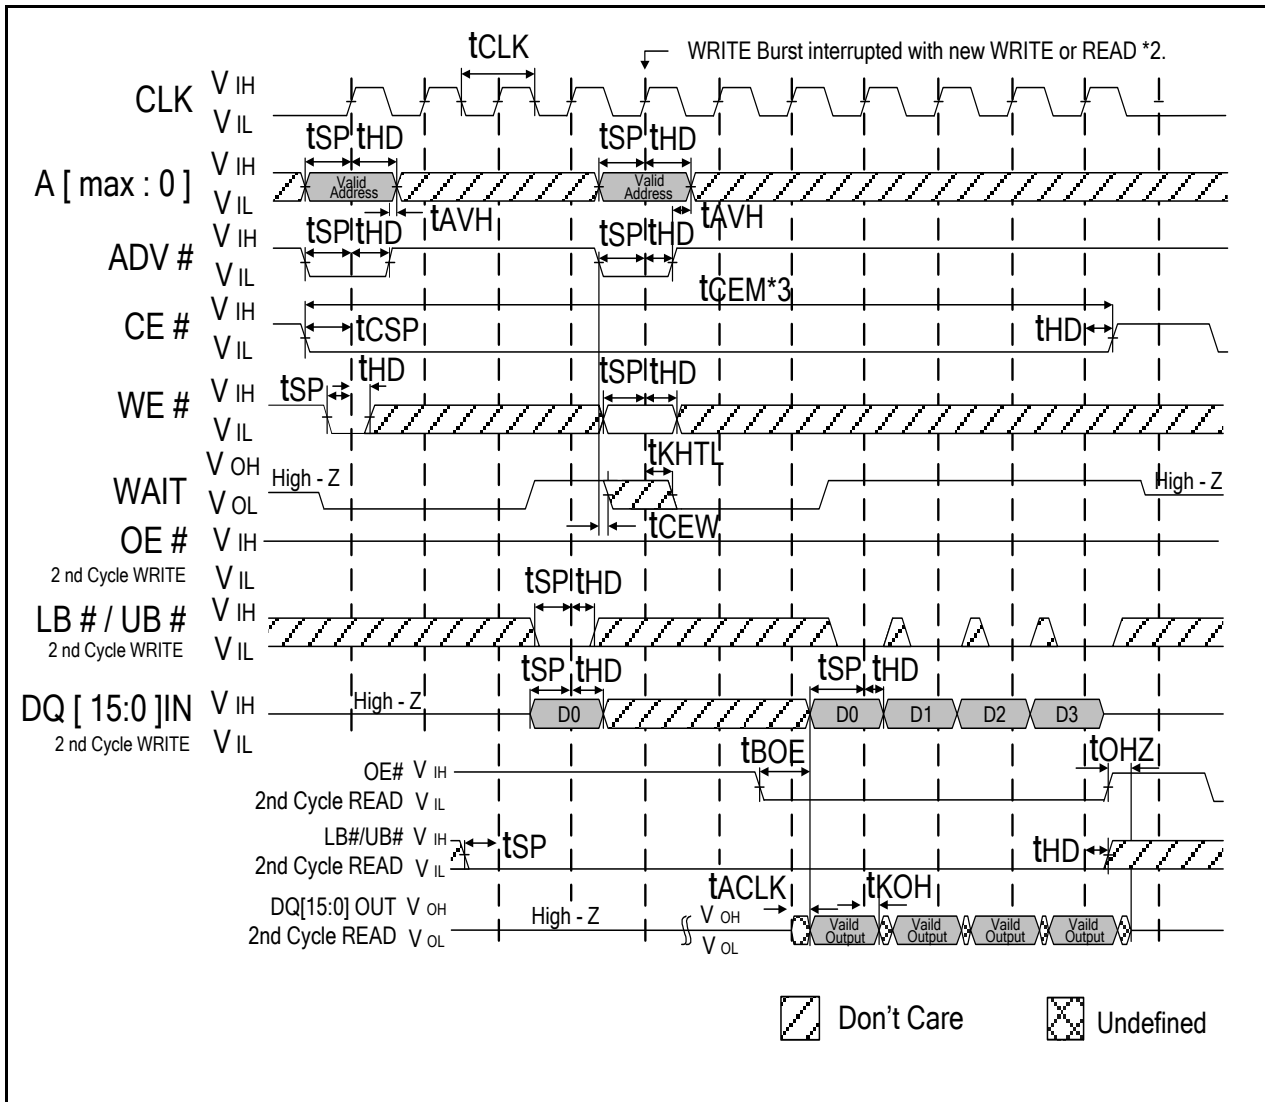 tCLK
WRITE Burst interrupted with new WRITE or READ *2.
CLK
V IH
V IL
tSP tHD
tSP tHD
A [ max : 0 ]
V IH
V IL
Valid Address
Valid Address
tAVH
tAVH
ADV #
V IH
V IL
tSP tHD
tSP tHD
tCEM*3
CE #
V IH
V IL
tCSP
tHD
WE #
V IH
V IL
tSP
tHD
tSP tHD
tKHTL
WAIT
V OH
V OL
High - Z
High - Z
tCEW
OE #
V IH
2 nd Cycle WRITE
V IL
tSP tHD
LB # / UB #
V IH
2 nd Cycle WRITE
V IL
tSP tHD
tSP tHD
DQ [ 15:0 ]IN
V IH
High - Z
D0
D0
D1
D2
D3
2 nd Cycle WRITE
V IL
tBOE
tOHZ
OE# V IH
2nd Cycle READ V IL
LB#/UB# V IH
tSP
tHD
2nd Cycle READ V IL
tACLK
tKOH
DQ[15:0] OUT V OH
High - Z
V OH
2nd Cycle READ V OL
V OL
Vaild Output
Vaild Output
Vaild Output
Vaild Output
Don't Care
Undefined